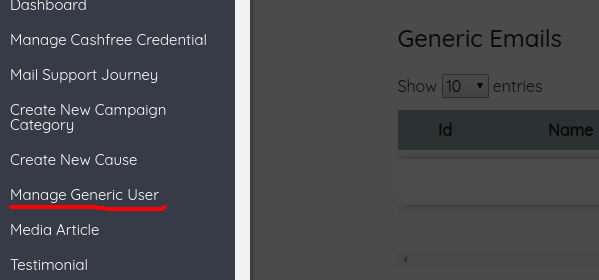 Dashboard
Manage Cashfree Credential
Mail Support Journey
Create New Campaign
Category
Create New Cause
Manage Generic User
Media Article
Testimonial
Generic Emails
Show 10 entries
Id Name